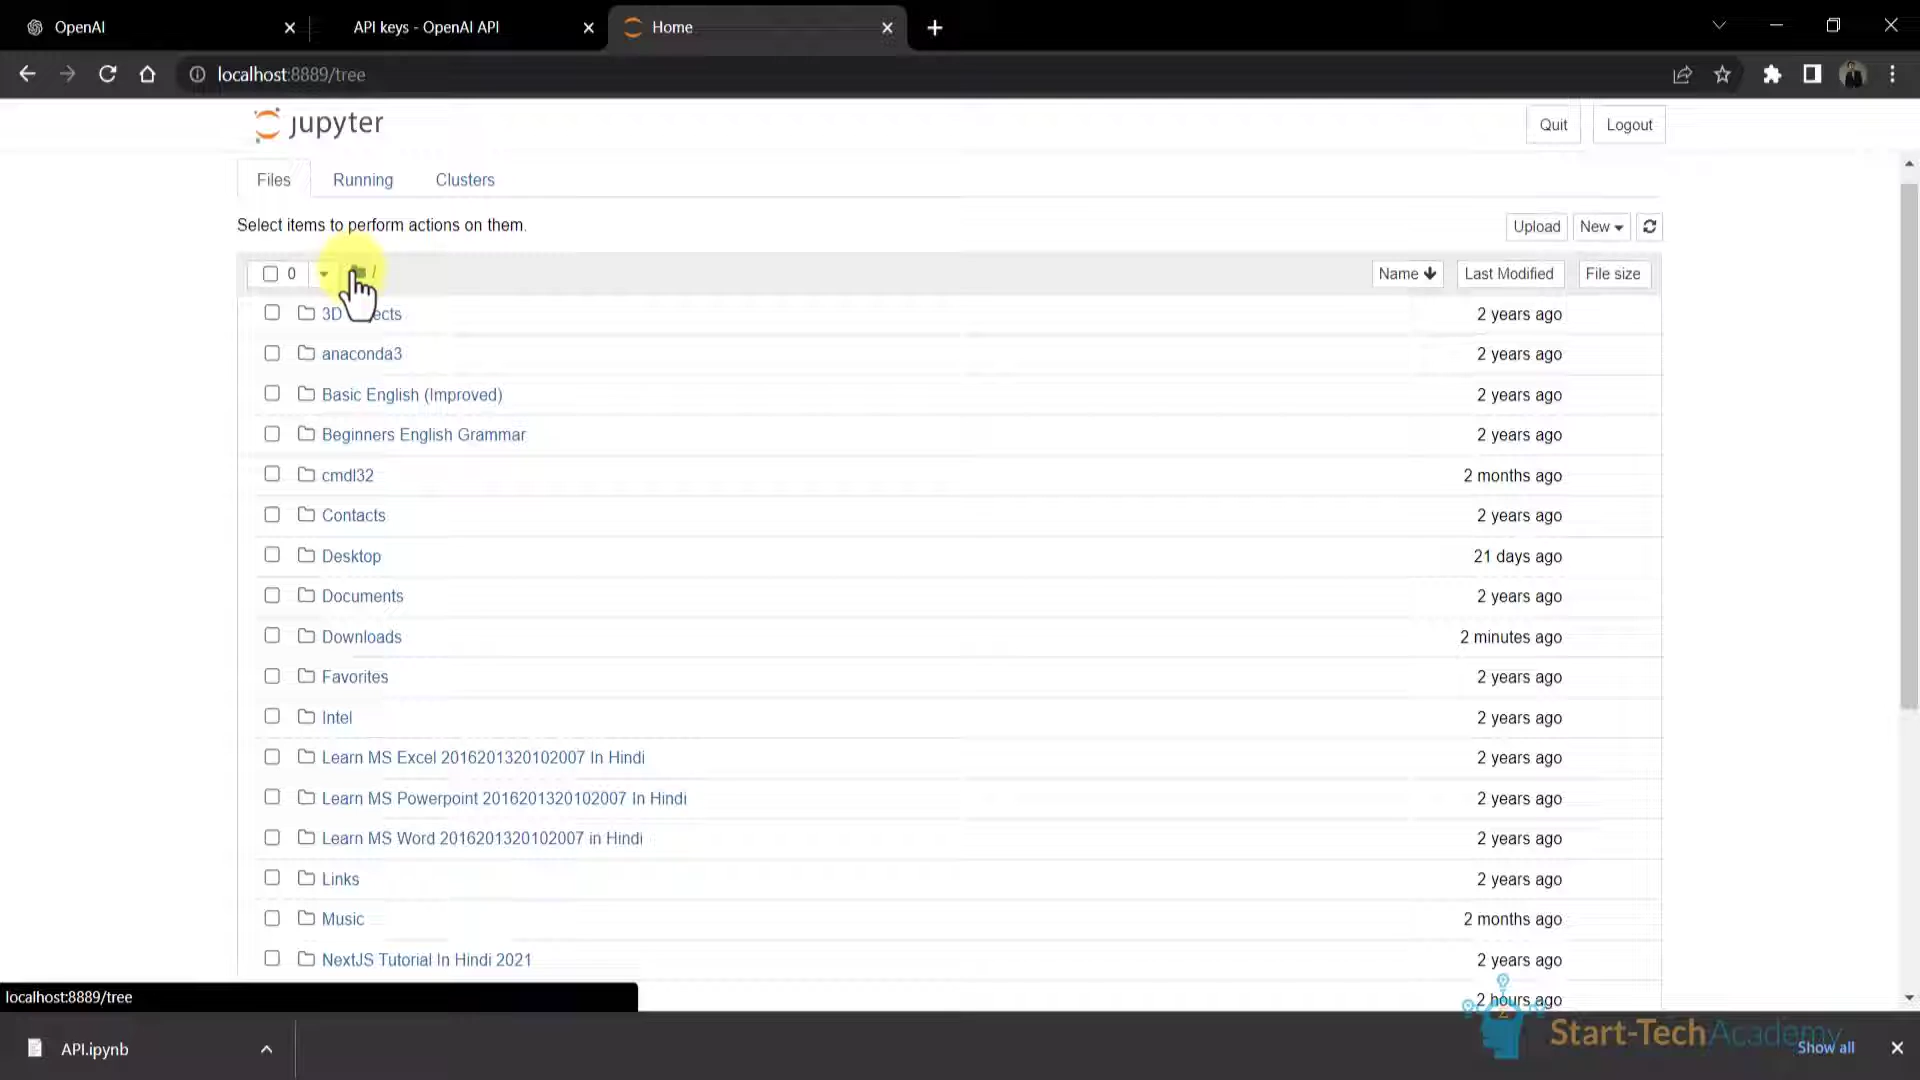 OpenAI
API keys - OpenAI API
Home
localhost:8889/tree
jupyter
Quit
Logout
Files
Running
Clusters
Select items to perform actions on them.
Upload
New
0
/
Name
Last Modified
File size
3D
ects
2 years ago
anaconda3
2 years ago
Basic English (Improved)
2 years ago
Beginners English Grammar
2 years ago
cmdl32
2 months ago
Contacts
2 years ago
Desktop
21 days ago
Documents
2 years ago
Downloads
2 minutes ago
Favorites
2 years ago
Intel
2 years ago
Learn MS Excel 2016201320102007 In Hindi
2 years ago
Learn MS Powerpoint 2016201320102007 In Hindi
2 years ago
Learn MS Word 2016201320102007 in Hindi
2 years ago
Links
2 years ago
Music
2 months ago
NextJS Tutorial In Hindi 2021
2 years ago
localhost:8889/tree
2 hours ago
API.ipynb
Start-TechAcademy
Show all